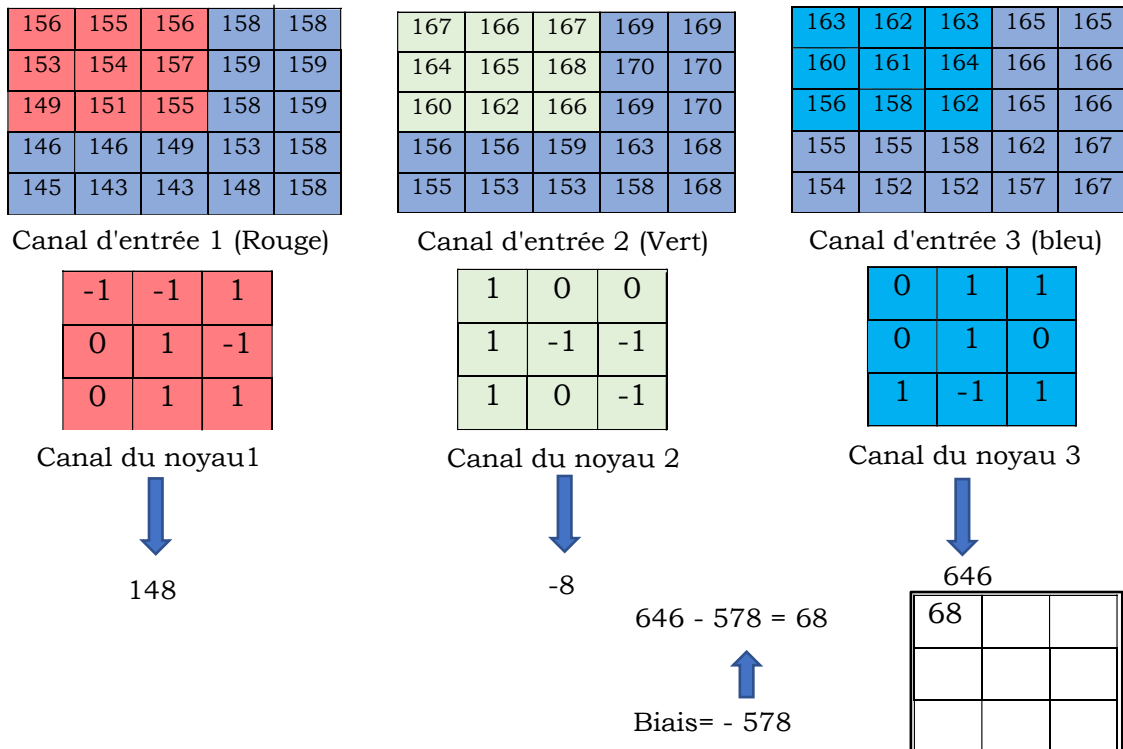 156 155 156 158 158
153 154 157 159 159
149 151 155 158 159
146 146 149 153 158
145 143 143 148 158
Canal d'entrée 1 (Rouge)
167 166 167 169 169
164 165 168 170 170
160 162 166 169 170
156 156 159 163 168
155 153 153 158 168
Canal d'entrée 2 (Vert)
163 162 163 165 165
160 161 164 166 166
156 158 162 165 166
155 155 158 162 167
154 152 152 157 167
Canal d'entrée 3 (bleu)
-1 -1 1
0 1 -1
0 1 1
Canal du noyau1
148
1 0 0
1 -1 -1
1 0 -1
Canal du noyau 2
-8
0 1 1
0 1 0
1 -1 1
Canal du noyau 3
646
646 - 578 = 68
Biais= - 578
68